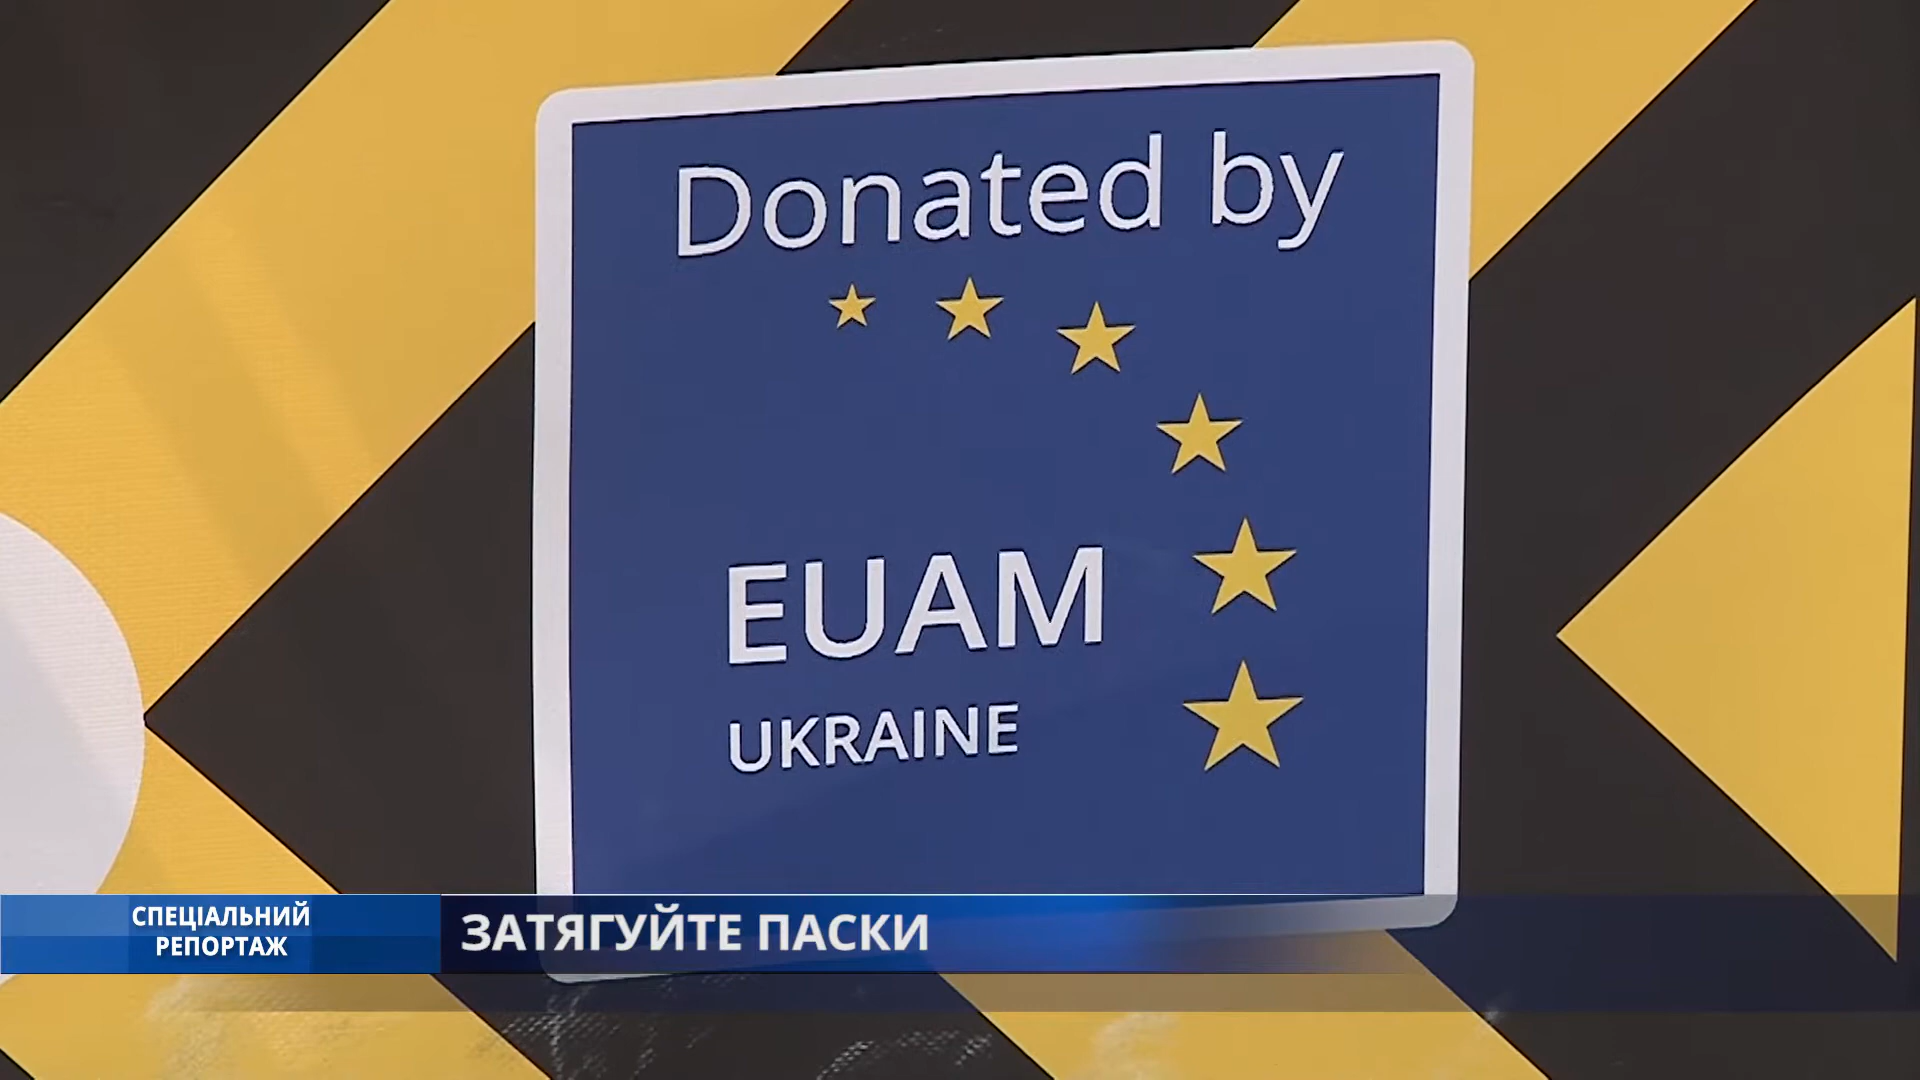 Donated by
EUAM
UKRAINE
СПЕЦІАЛЬНИЙ
РЕПОРТАЖ
ЗАТЯГУЙТЕ ПАСКИ